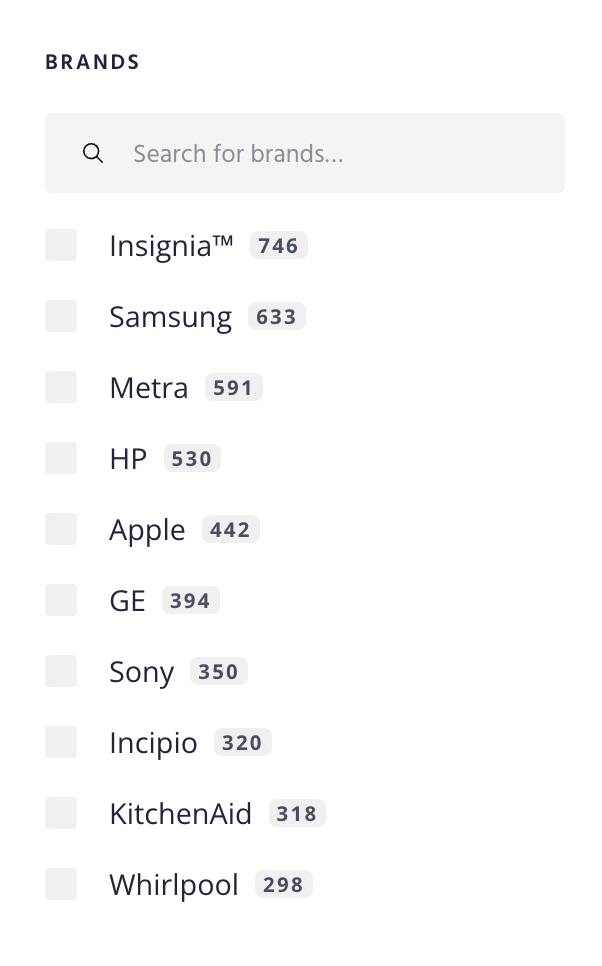 BRANDS
Search for brands...
Insignia™ 746
Samsung 633
Metra 591
HP 530
Apple 442
GE 394
Sony 350
Incipio 320
KitchenAid 318
Whirlpool 298